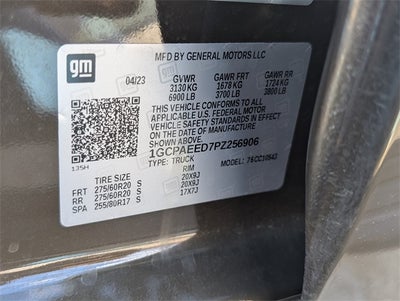 gm
MFD BY GENERAL MOTORS LLC
04/23 GVWR GAWR FRT GAWR RR
3130 KG 1678 KG 1724 KG
6900 LB 3700 LB 3800 LB
THIS VEHICLE CONFORMS TO ALL
APPLICABLE U.S. FEDERAL MOTOR
VEHICLE SAFETY STANDARDS IN
EFFECT ON THE DATE OF
MANUFACTURE SHOWN ABOVE.
1GCPAEED7PZ256906
TYPE: TRUCK MODEL: 7SCC10543
135H
TIRE SIZE RIM
FRT 275/60R20 S 20X9J
RR 275/60R20 S 20X9J
SPA 255/80R17 S 17X7J